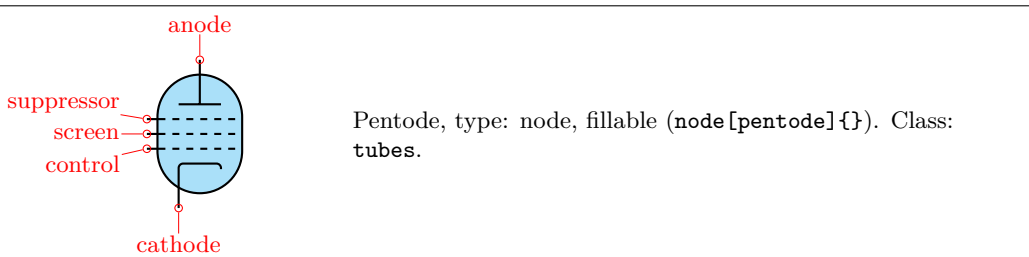 anode
suppressor
screen
control
cathode
Pentode, type: node, fillable (node[pentode]{}). Class:
tubes.